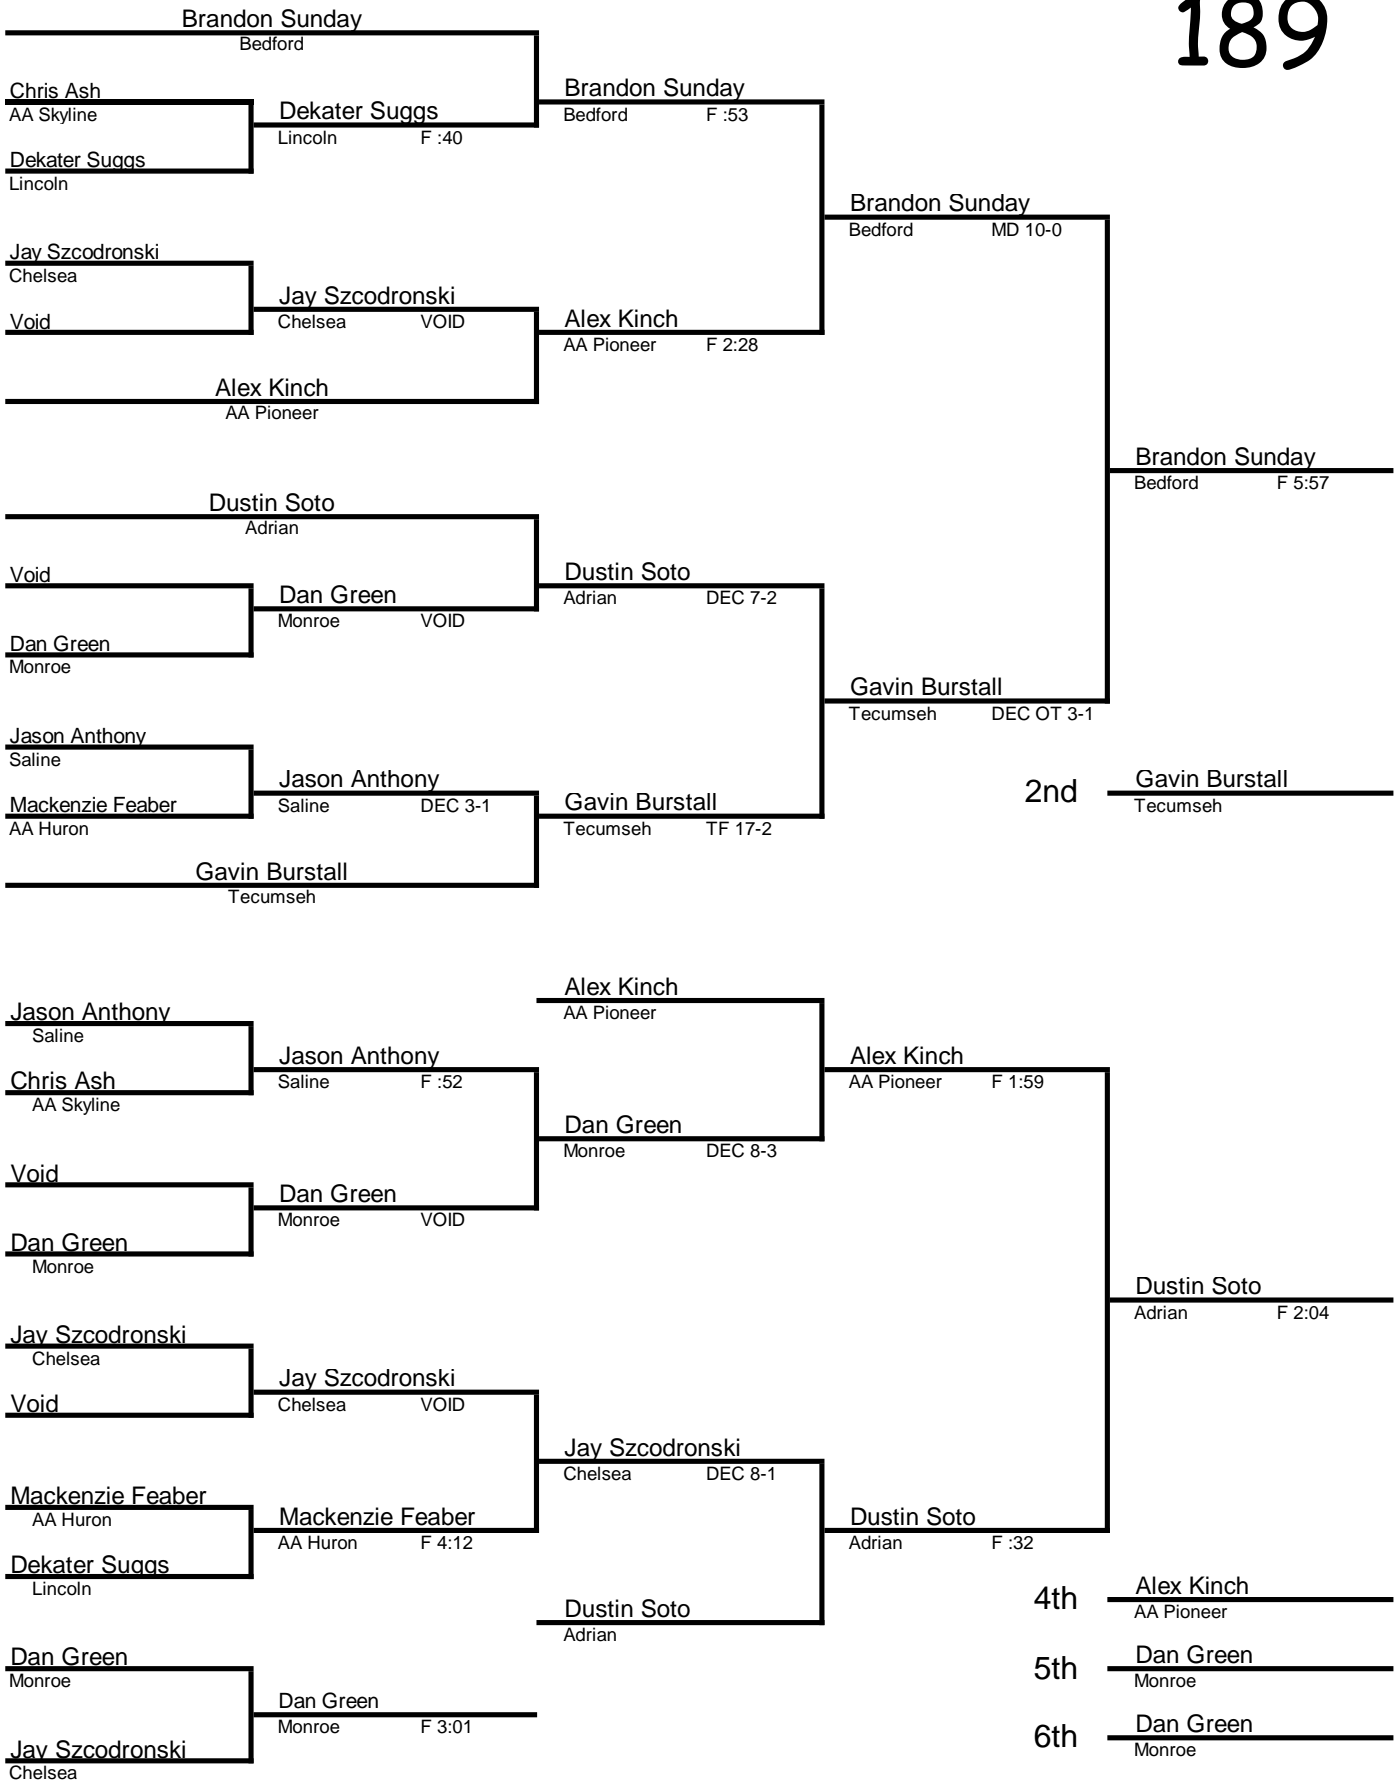 189
Brandon Sunday
Bedford
Chris Ash
AA Skyline
Dekater Suggs
Lincoln F :40
Dekater Suggs
Lincoln
Brandon Sunday
Bedford F :53
Jay Szcodronski
Chelsea
Void
Jay Szcodronski
Chelsea VOID
Alex Kinch
AA Pioneer F 2:28
Alex Kinch
AA Pioneer
Brandon Sunday
Bedford MD 10-0
Brandon Sunday
Bedford F 5:57
Dustin Soto
Adrian
Void
Dan Green
Monroe VOID
Dan Green
Monroe
Dustin Soto
Adrian DEC 7-2
Jason Anthony
Saline
Jason Anthony
Saline DEC 3-1
Mackenzie Feaber
AA Huron
Gavin Burstall
Tecumseh TF 17-2
Gavin Burstall
Tecumseh
Gavin Burstall
Tecumseh DEC OT 3-1
2nd Gavin Burstall
Tecumseh
Alex Kinch
AA Pioneer
Jason Anthony
Saline
Jason Anthony
Saline F :52
Chris Ash
AA Skyline
Alex Kinch
AA Pioneer F 1:59
Dan Green
Monroe DEC 8-3
Void
Dan Green
Monroe VOID
Dan Green
Monroe
Dustin Soto
Adrian F 2:04
Jay Szcodronski
Chelsea
Void
Jay Szcodronski
Chelsea VOID
Jay Szcodronski
Chelsea DEC 8-1
Mackenzie Feaber
AA Huron
Mackenzie Feaber
AA Huron F 4:12
Dekater Suggs
Lincoln
Dustin Soto
Adrian F :32
Dustin Soto
Adrian
4th Alex Kinch
AA Pioneer
Dan Green
Monroe
5th Dan Green
Monroe
Dan Green
Monroe F 3:01
6th Dan Green
Monroe
Jay Szcodronski
Chelsea